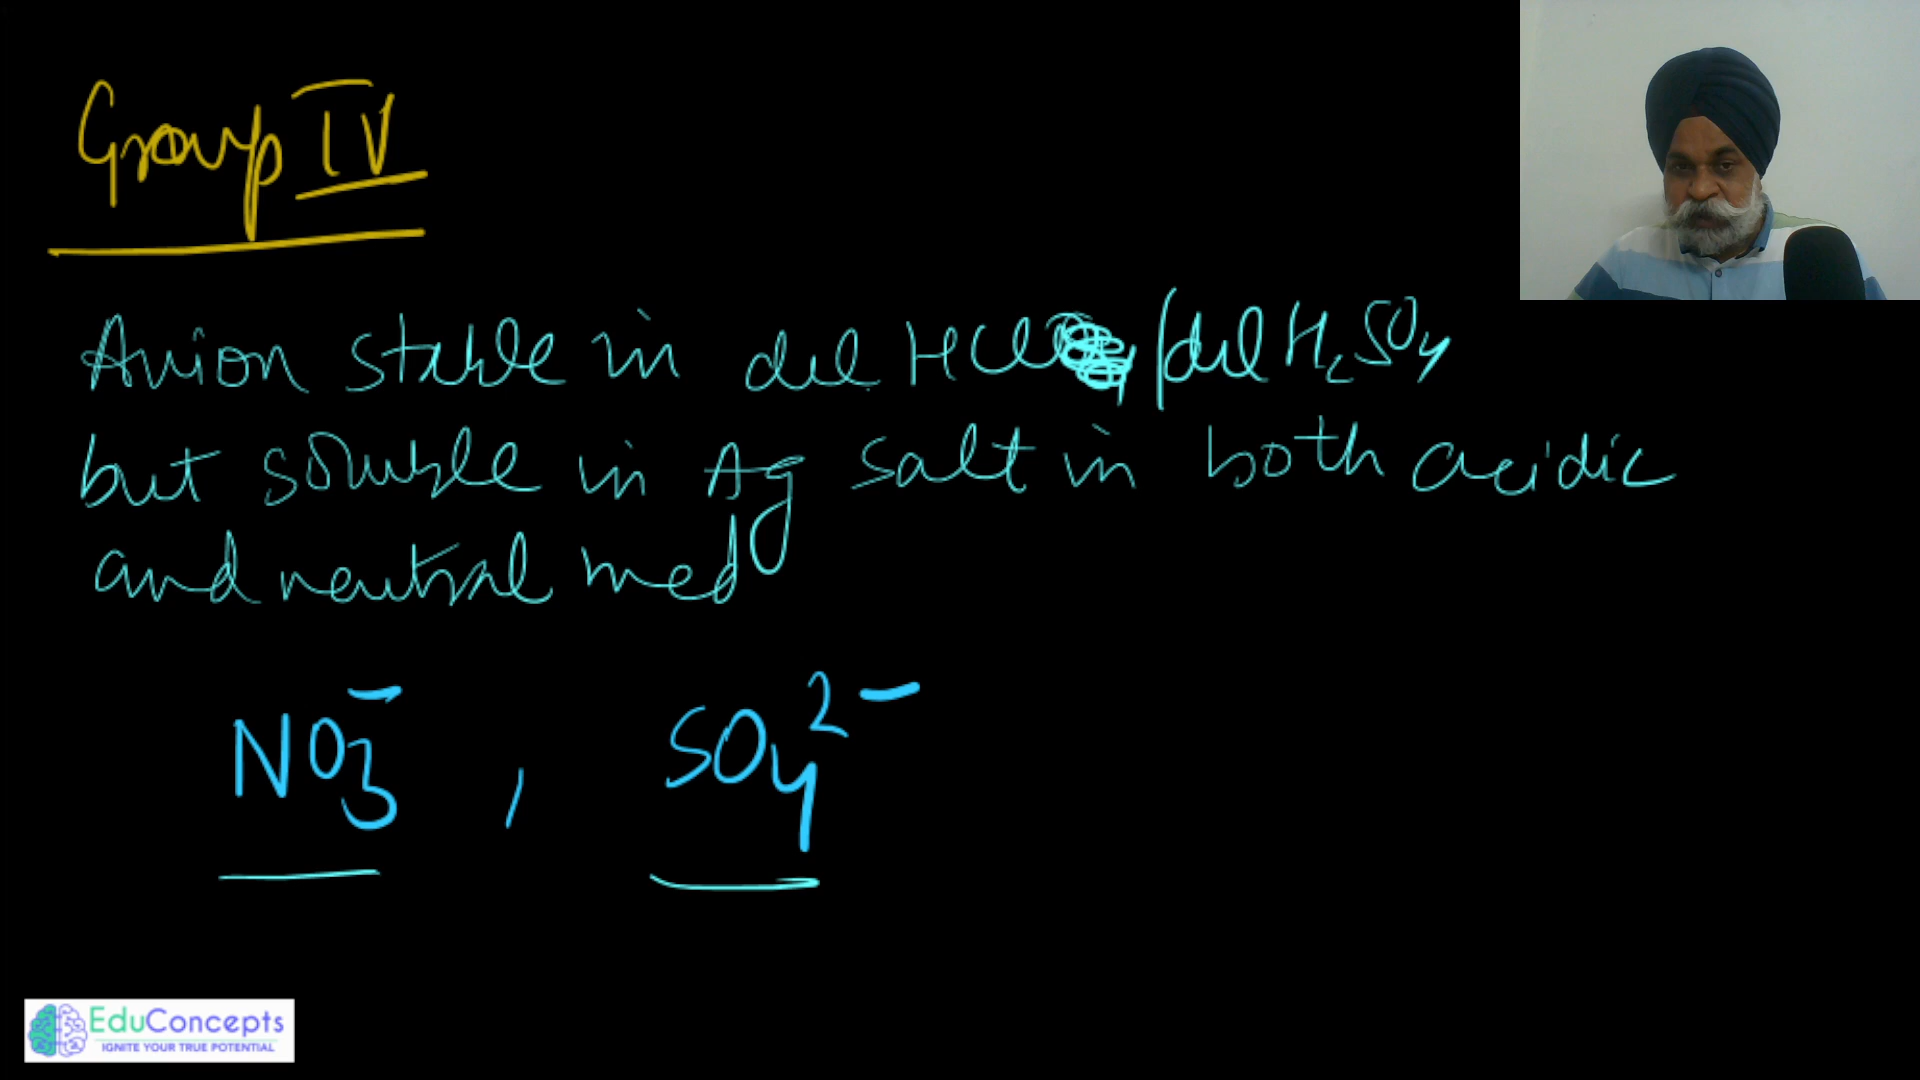 Group IV
Anion stable in dil HCl /dil H₂SO₄
but soluble in Ag salt in both acidic
and neutral med
NO₃⁻ , SO₄²⁻
EduConcepts
IGNITE YOUR TRUE POTENTIAL